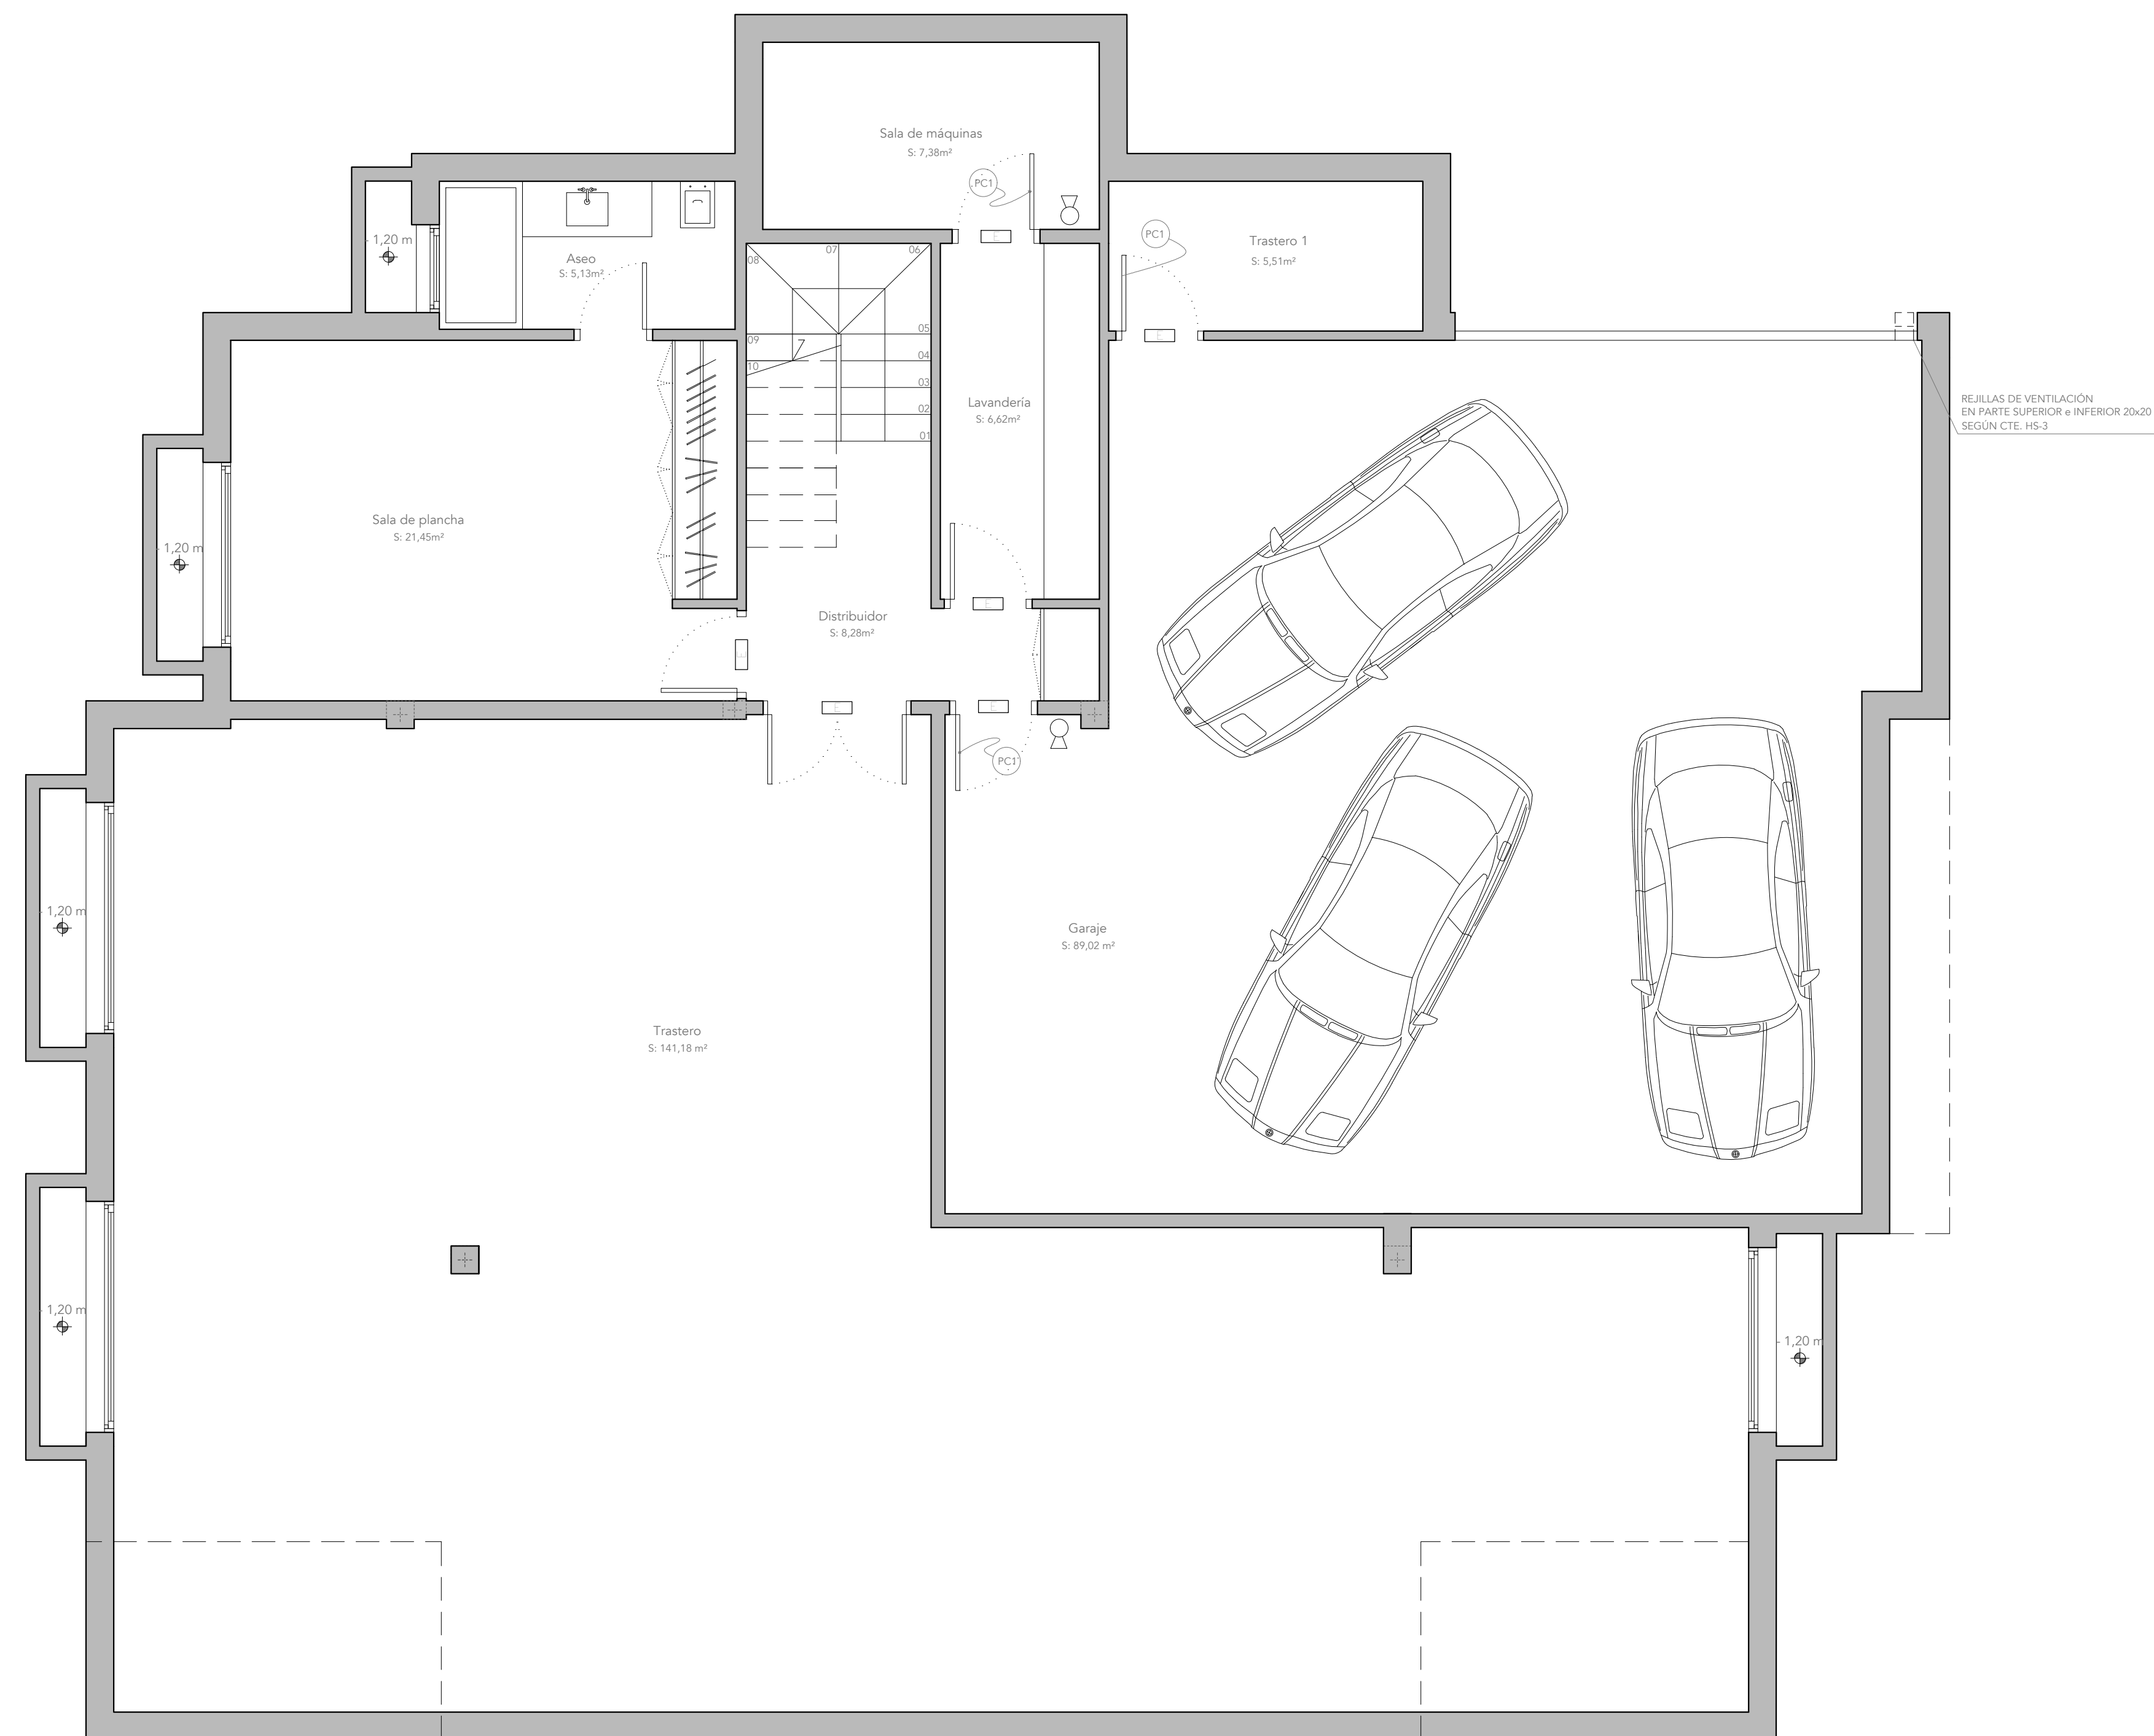 Sala de máquinas
S: 7,38m²
PC1
- 1,20 m
Aseo
S: 5,13m²
PC1
Trastero 1
S: 5,51m²
E
E
08
07
06
05
09
04
10
03
02
01
Lavandería
S: 6,62m²
REJILLAS DE VENTILACIÓN
EN PARTE SUPERIOR e INFERIOR 20x20
SEGÚN CTE. HS-3
Sala de plancha
S: 21,45m²
- 1,20 m
Distribuidor
S: 8,28m²
E
E
E
E
PC1
- 1,20 m
Garaje
S: 89,02 m²
Trastero
S: 141,18 m²
- 1,20 m
- 1,20 m